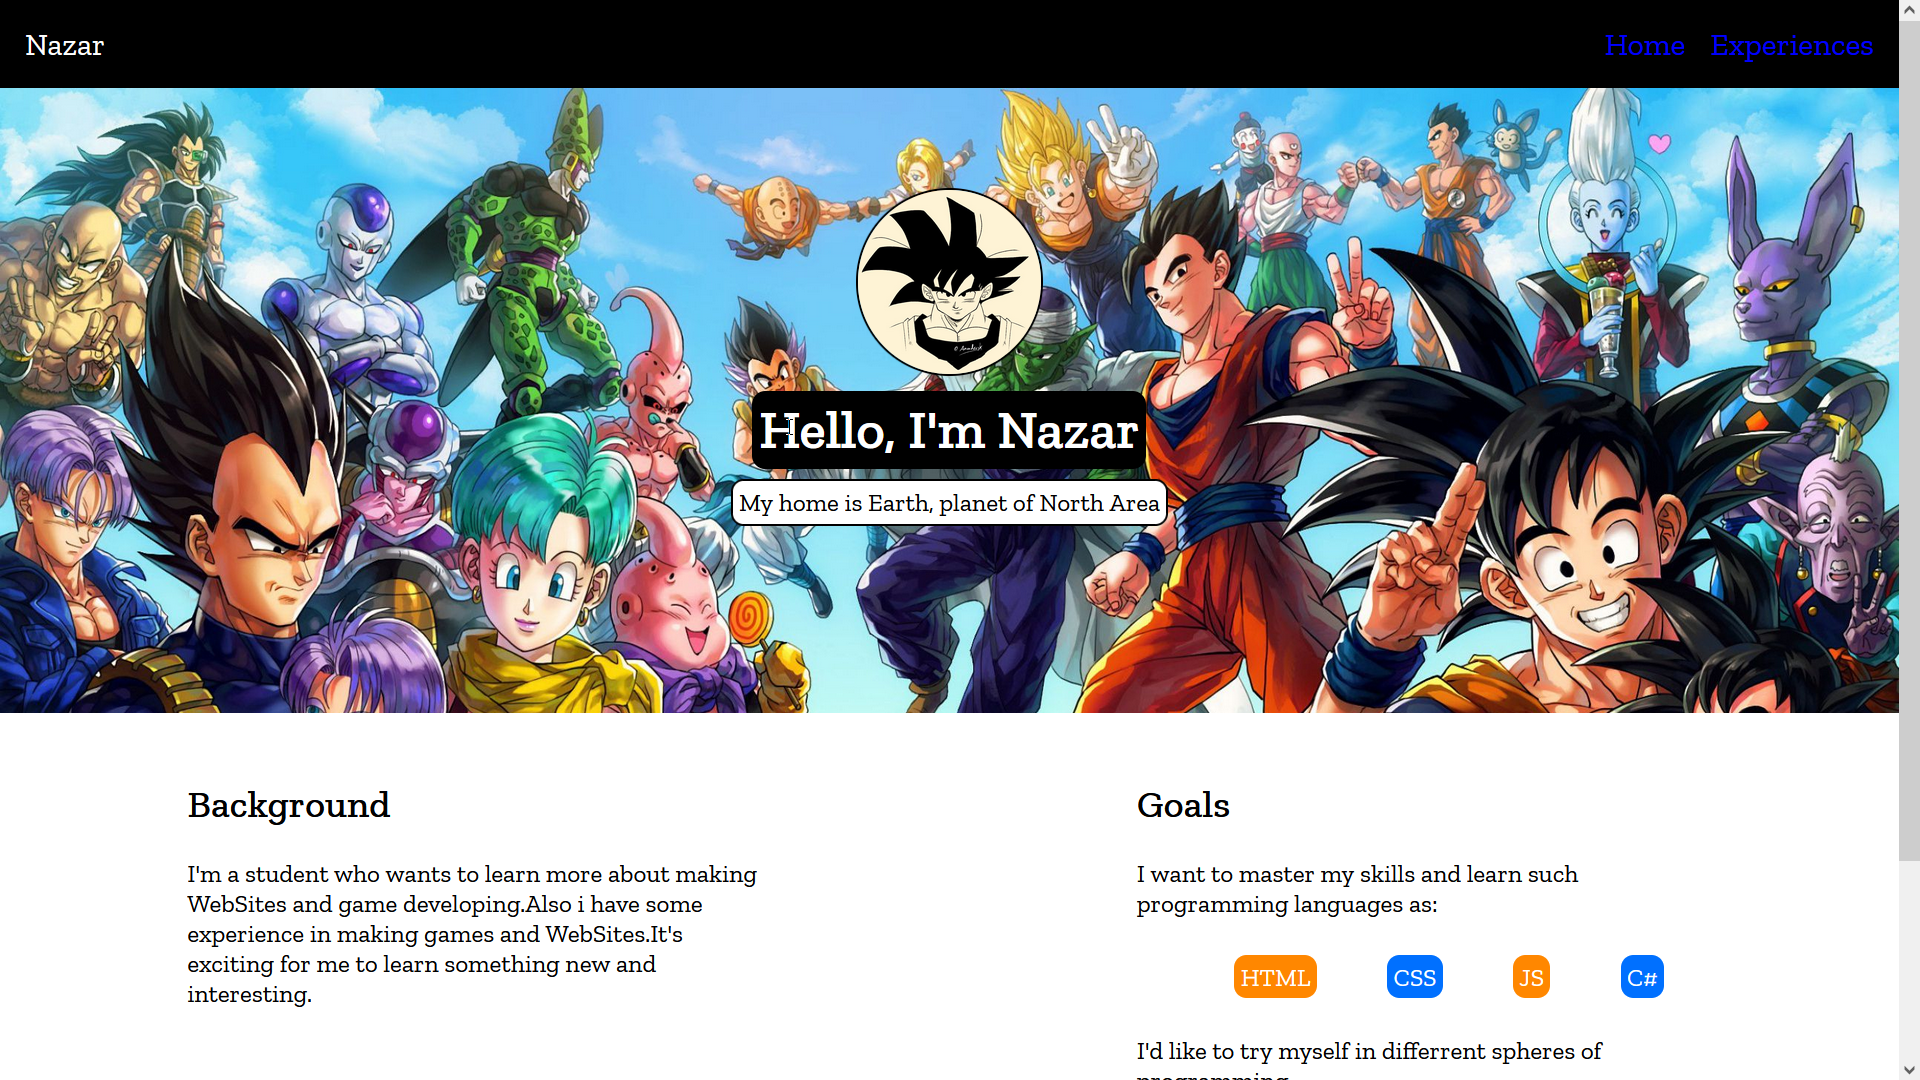 Nazar
Home Experiences
Hello, I'm Nazar
My home is Earth, planet of North Area
Background
I'm a student who wants to learn more about making
WebSites and game developing.Also i have some
experience in making games and WebSites.It's
exciting for me to learn something new and
interesting.
Goals
I want to master my skills and learn such
programming languages as:
HTML CSS JS C#
I'd like to try myself in differrent spheres of
programming